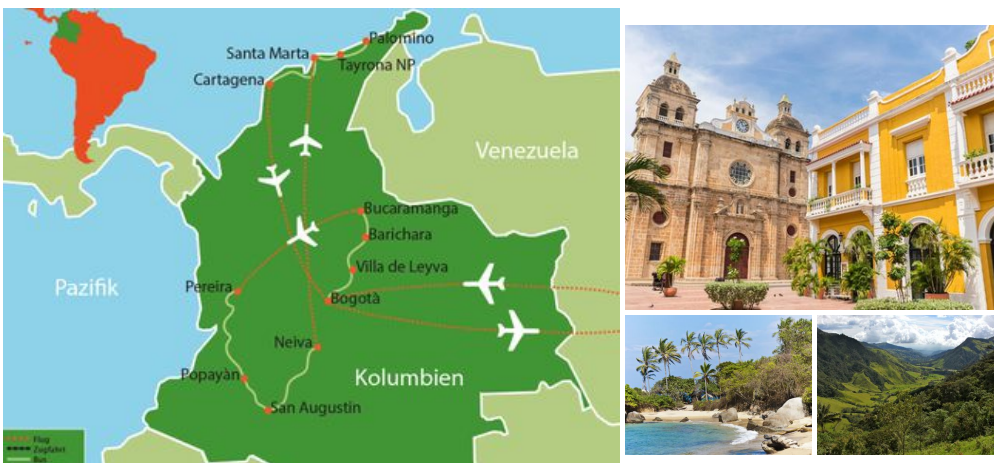 Palomino
Santa Marta
Tayrona NP
Cartagena
Venezuela
Bucaramanga
Barichara
Villa de Leyva
Pazifik
Pereira
Bogotà
Neiva
Popayàn
Kolumbien
San Augustin
Flug
Zugfahrt
Bus